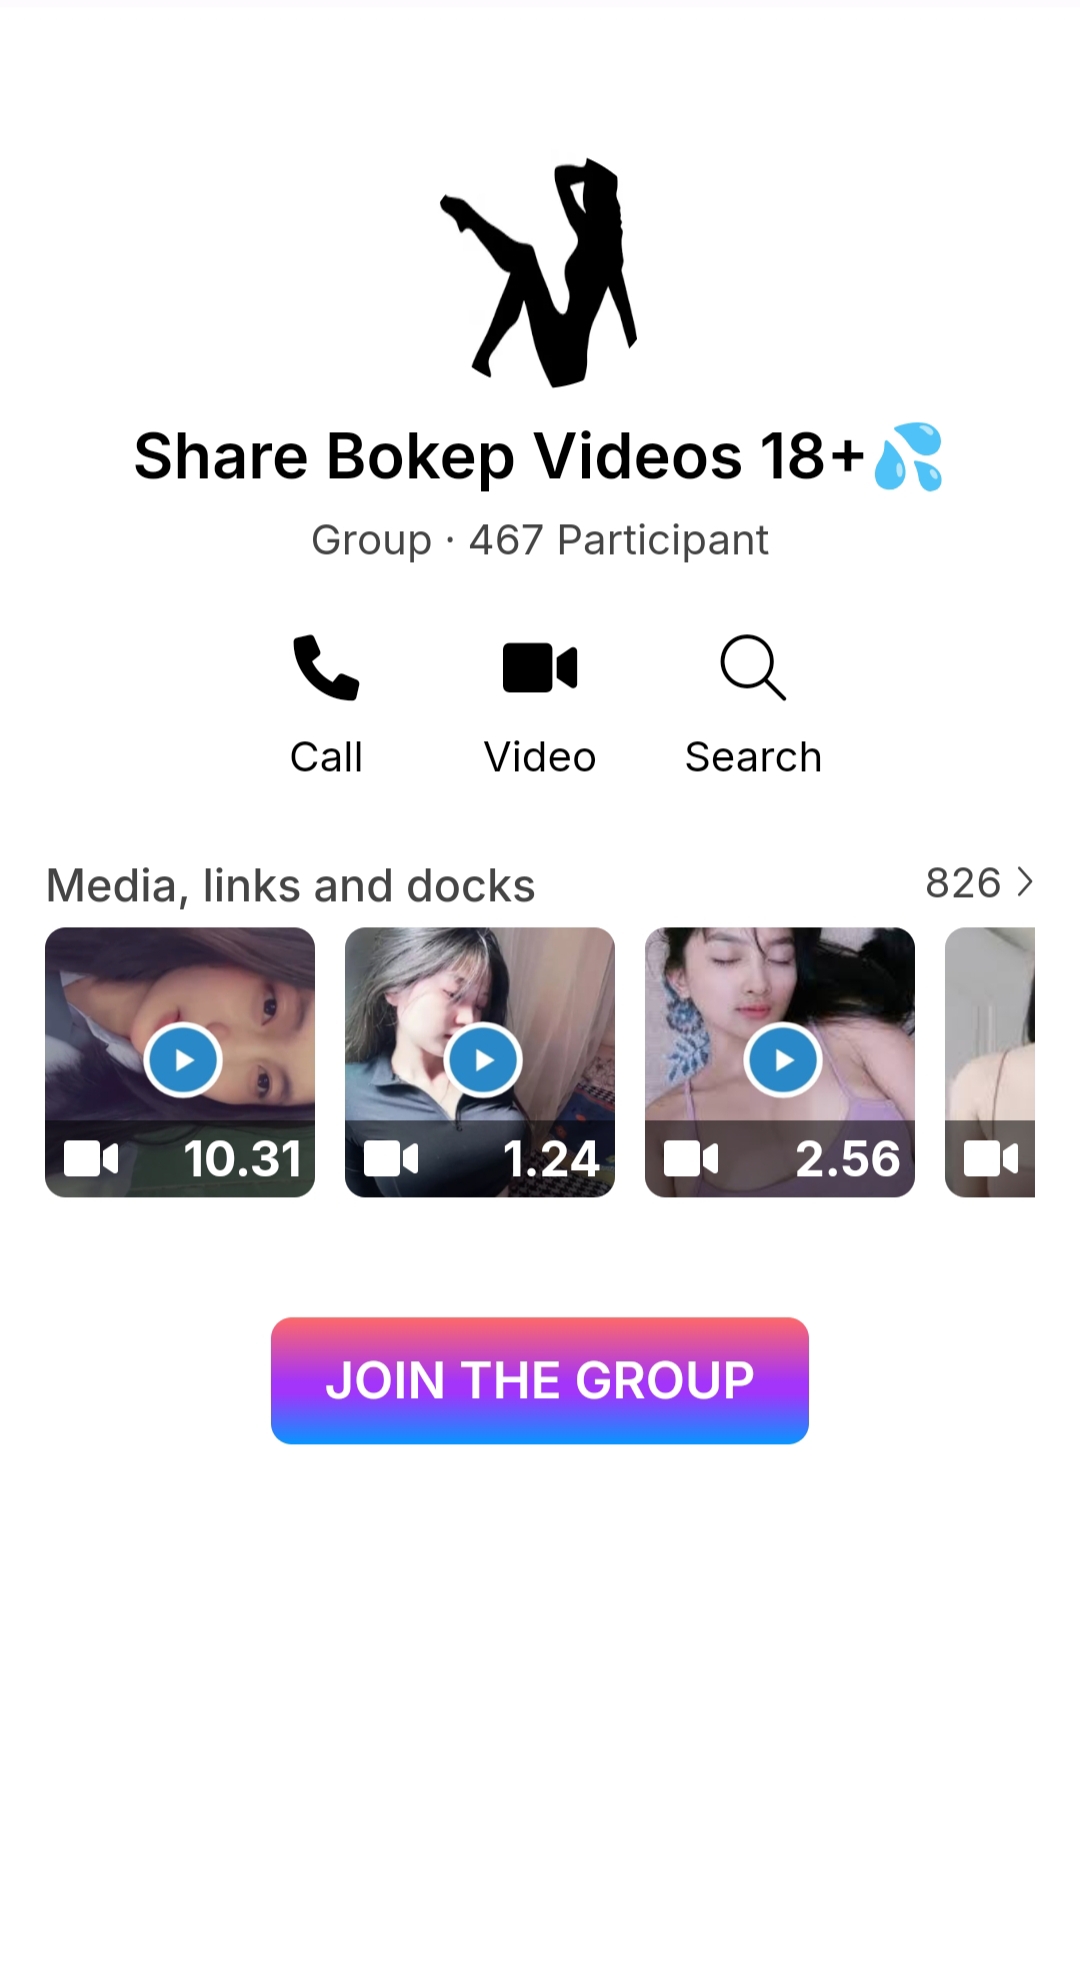 Share Bokep Videos 18+💦
Group · 467 Participant
Call Video Search
Media, links and docks 826 >
10.31 1.24 2.56
JOIN THE GROUP